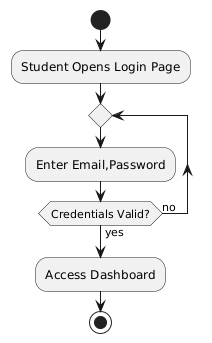 Student Opens Login Page
Enter Email,Password
Credentials Valid?
no
yes
Access Dashboard